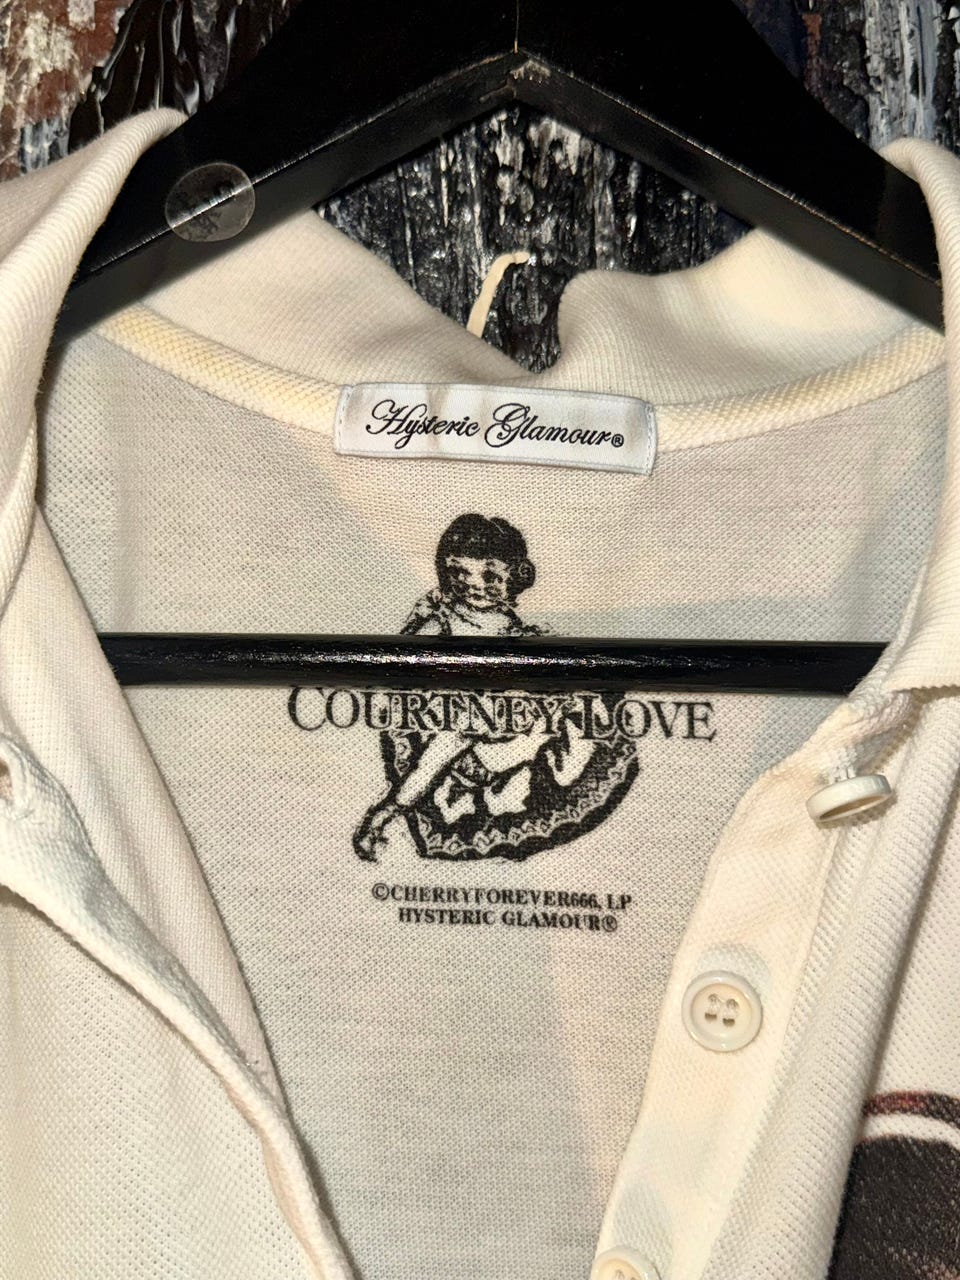 Hysteric Glamour®
COURTNEY LOVE
©CHERRYFOREVER666, LP
HYSTERIC GLAMOUR®